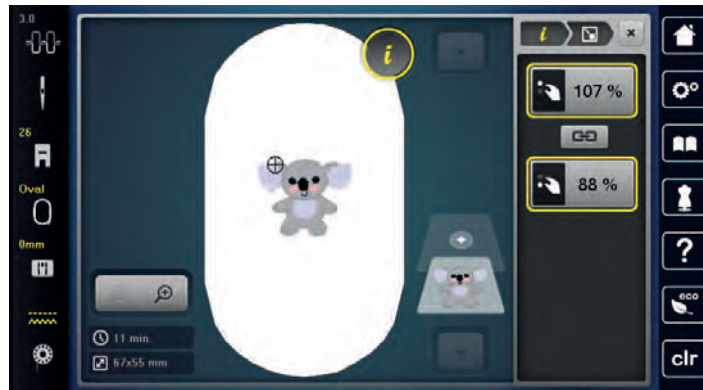 3.0
26
Oval
0mm
11 min.
67x55 mm
i
i
107 %
88 %
?
eco
clr